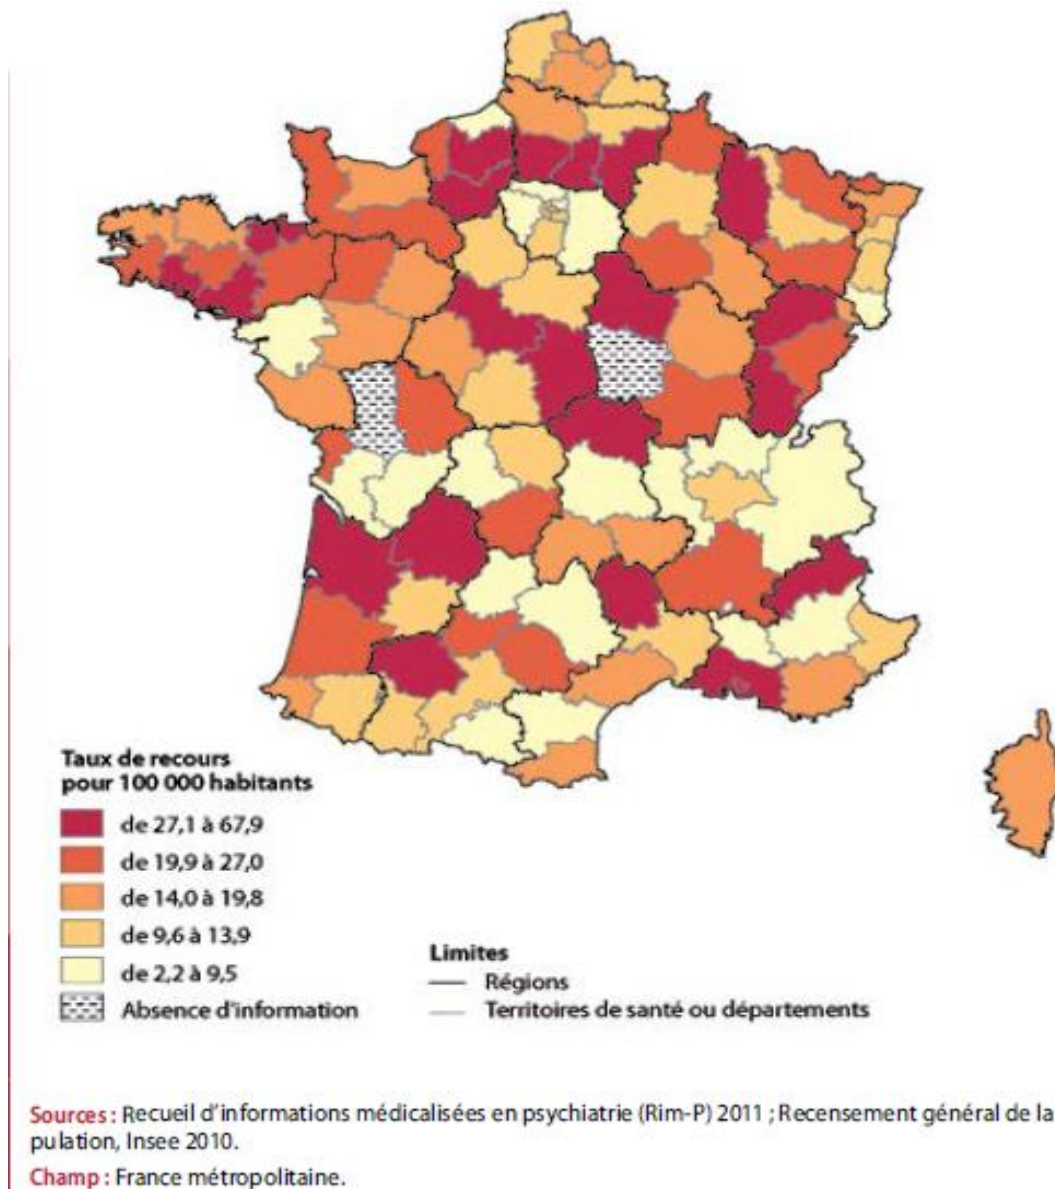 Taux de recours
pour 100 000 habitants
de 27,1 à 67,9
de 19,9 à 27,0
de 14,0 à 19,8
de 9,6 à 13,9
de 2,2 à 9,5
Absence d'information
Limites
Régions
Territoires de santé ou départements
Sources : Recueil d'informations médicalisées en psychiatrie (Rim-P) 2011 ; Recensement général de la
pulation, Insee 2010.
Champ : France métropolitaine.